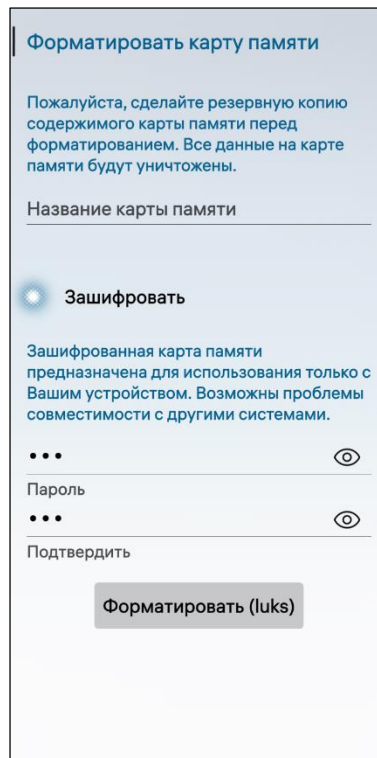 Форматировать карту памяти
Пожалуйста, сделайте резервную копию
содержимого карты памяти перед
форматированием. Все данные на карте
памяти будут уничтожены.
Название карты памяти
Зашифровать
Зашифрованная карта памяти
предназначена для использования только с
Вашим устройством. Возможны проблемы
совместимости с другими системами.
•••
Пароль
•••
Подтвердить
Форматировать (luks)